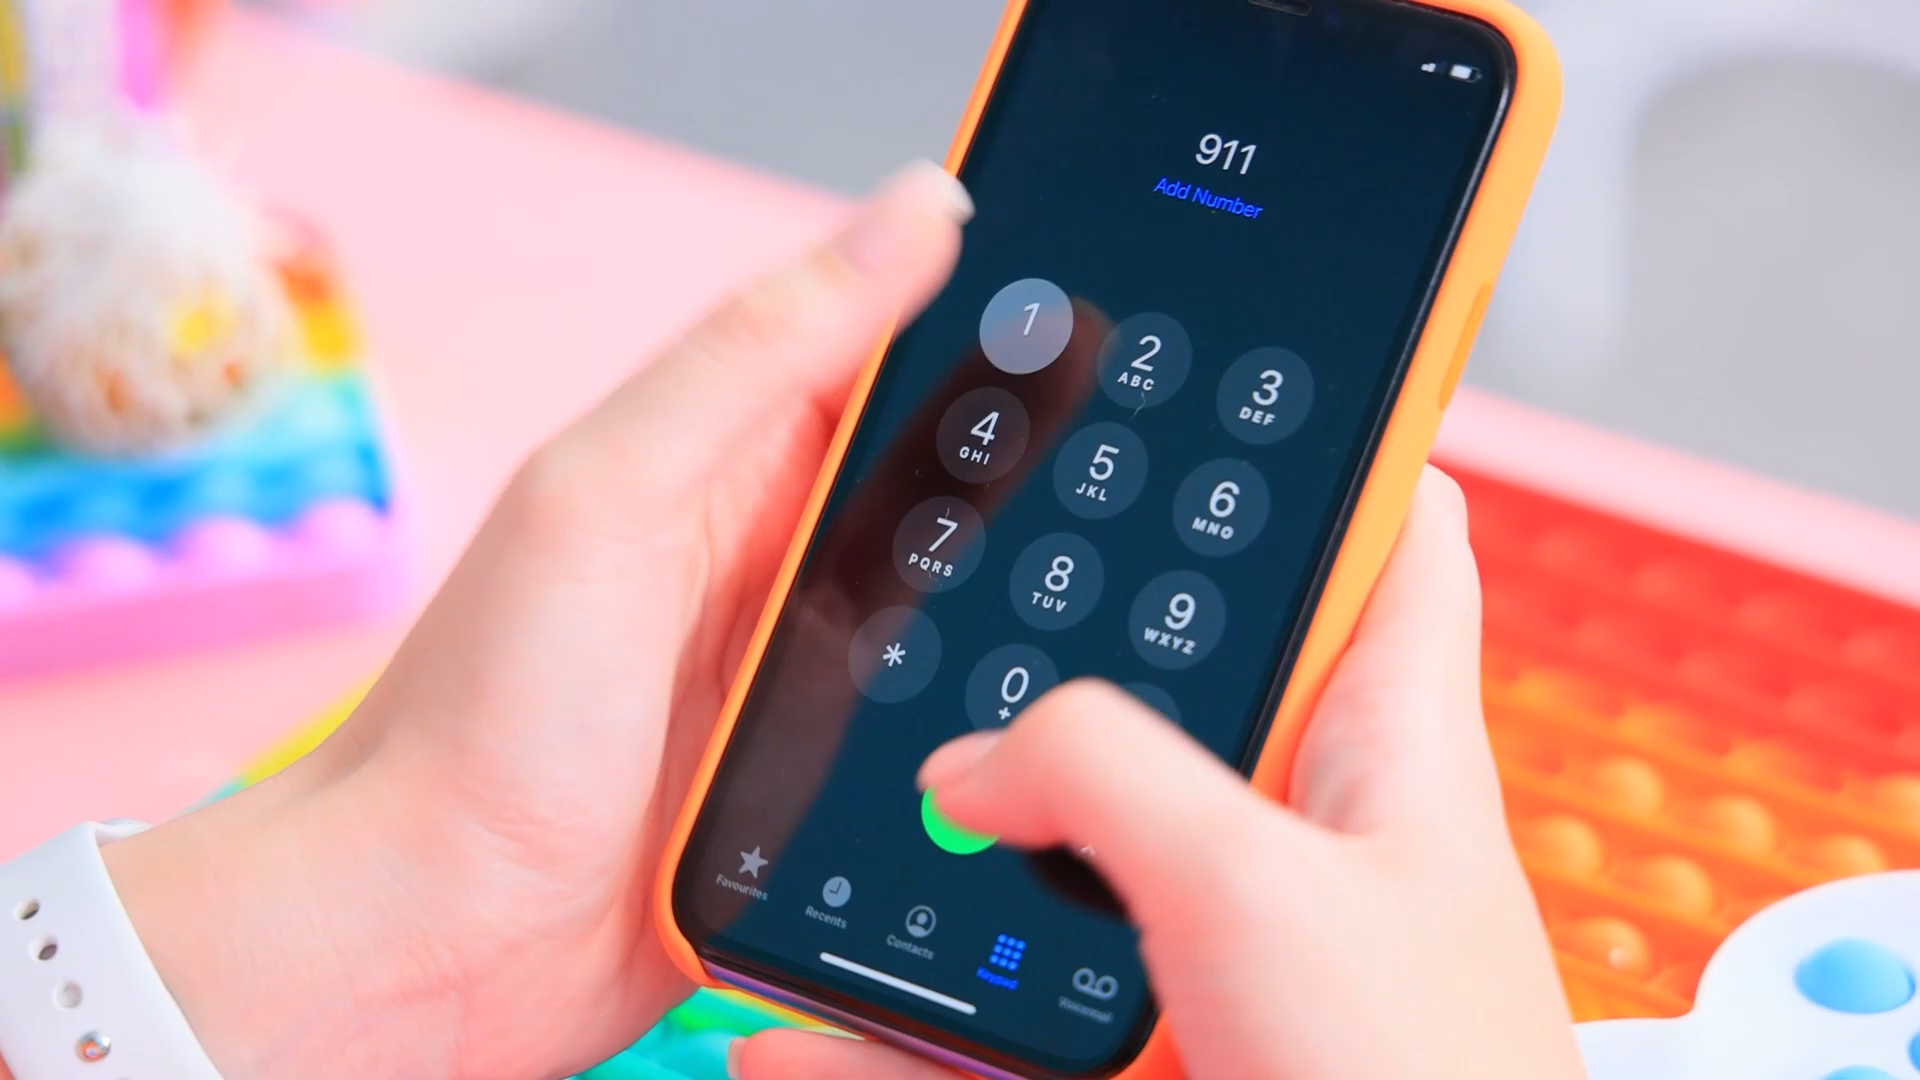 911
Add Number
1
2
ABC
3
DEF
4
GHI
5
JKL
6
MNO
7
PQRS
8
TUV
9
WXYZ
*
0
+
Favourites
Recents
Contacts
Keypad
Voicemail